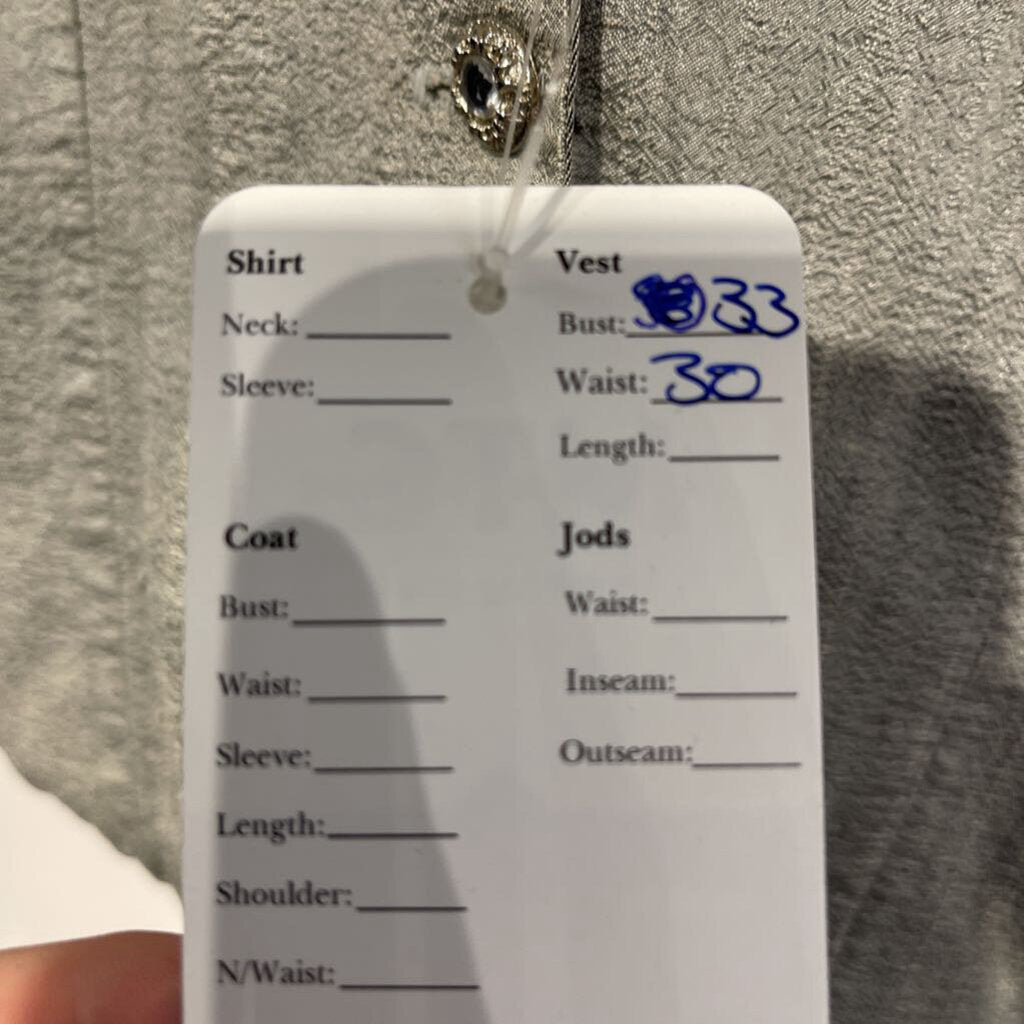 Shirt
Neck:
Sleeve:
Vest
Bust: 33
Waist: 30
Length:
Coat
Bust:
Waist:
Sleeve:
Length:
Shoulder:
N/Waist:
Jods
Waist:
Inseam:
Outseam: